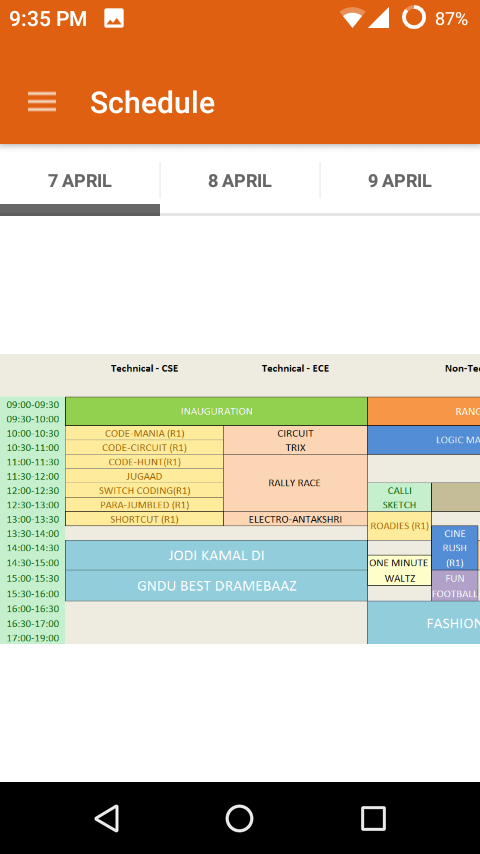 9:35 PM 87%
Schedule
7 APRIL 8 APRIL 9 APRIL
Technical - CSE Technical - ECE Non-Te
09:00-09:30
INAUGURATION RANG
09:30-10:00
10:00-10:30 CODE-MANIA (R1) CIRCUIT
LOGIC MA
10:30-11:00 CODE-CIRCUIT (R1) TRIX
11:00-11:30 CODE-HUNT(R1)
11:30-12:00 JUGAAD
RALLY RACE
12:00-12:30 SWITCH CODING(R1) CALLI
12:30-13:00 PARA-JUMBLED (R1) SKETCH
13:00-13:30 SHORTCUT (R1) ELECTRO-ANTAKSHRI
ROADIES (R1)
13:30-14:00 CINE
14:00-14:30 RUSH
JODI KAMAL DI
14:30-15:00 ONE MINUTE (R1)
15:00-15:30 WALTZ FUN
GNDU BEST DRAMEBAAZ
15:30-16:00 FOOTBALL
16:00-16:30
16:30-17:00 FASHION
17:00-19:00